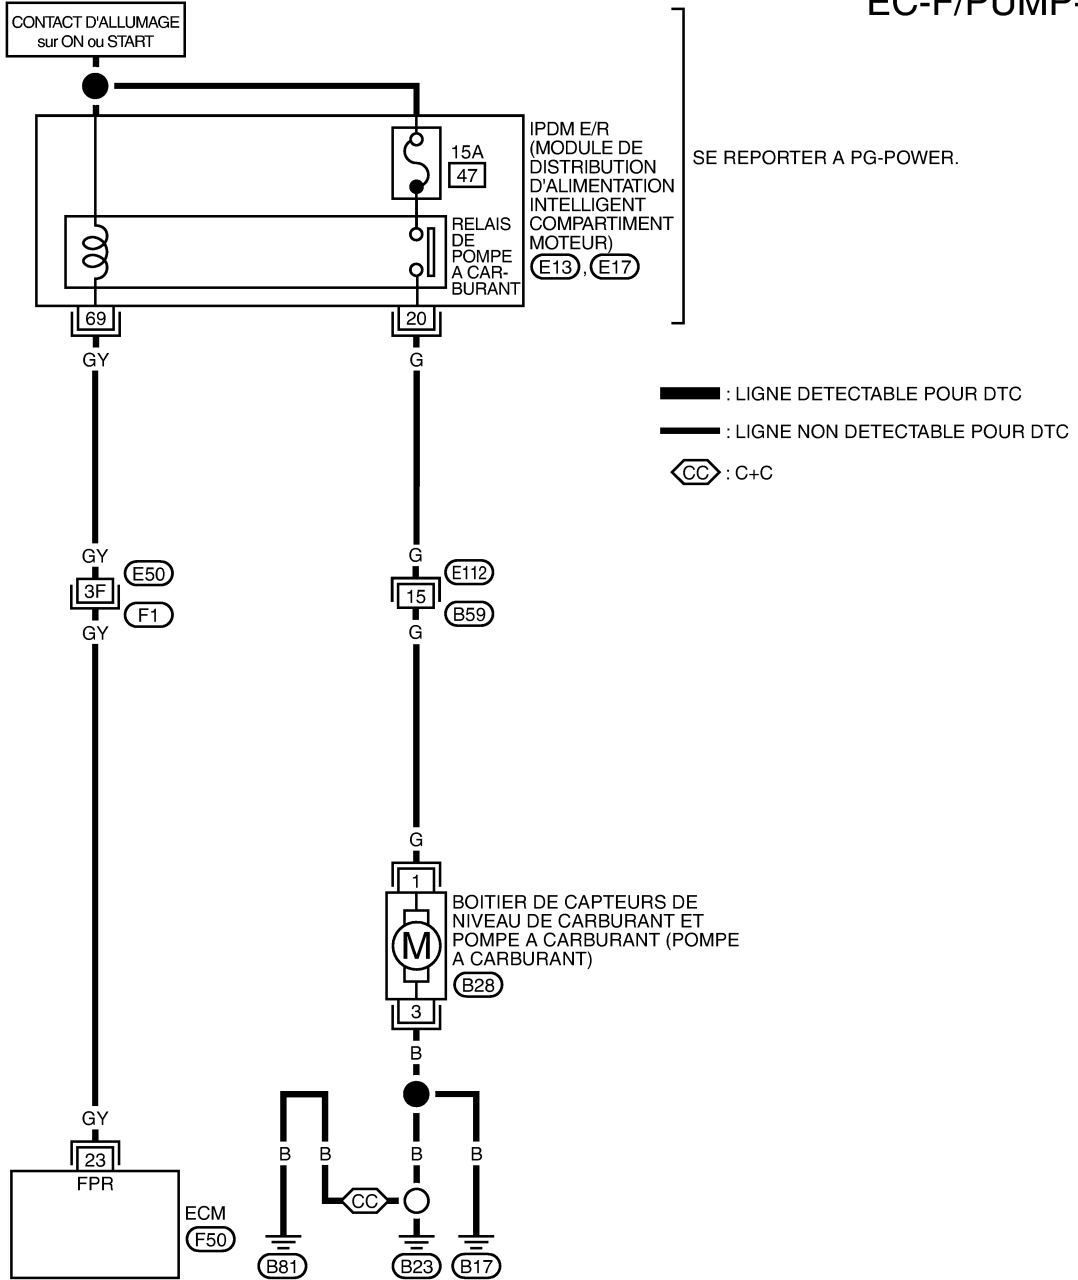 EC-F/PUMP-
CONTACT D'ALLUMAGE
sur ON ou START
15A
47
IPDM E/R
(MODULE DE
DISTRIBUTION
D'ALIMENTATION
INTELLIGENT
COMPARTIMENT
MOTEUR)
E13 , E17
SE REPORTER A PG-POWER.
RELAIS
DE
POMPE
A CAR-
BURANT
69
20
GY
G
: LIGNE DETECTABLE POUR DTC
: LIGNE NON DETECTABLE POUR DTC
CC : C+C
GY
G
E50
3F
F1
E112
15
B59
GY
G
G
1
M
BOITIER DE CAPTEURS DE
NIVEAU DE CARBURANT ET
POMPE A CARBURANT (POMPE
A CARBURANT)
B28
3
B
GY
23
FPR
ECM
F50
B
B
B
B
CC
B81
B23
B17